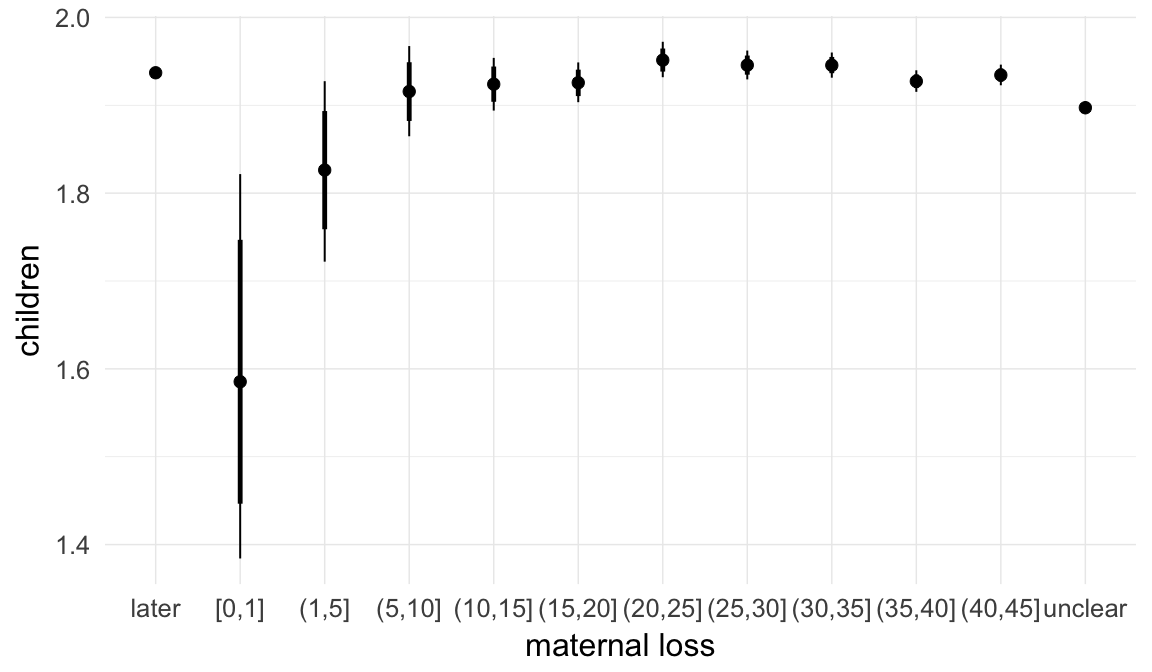 2.0
1.8
1.6
1.4
children
later [0,1] (1,5] (5,10] (10,15] (15,20] (20,25] (25,30] (30,35] (35,40] (40,45] unclear
maternal loss